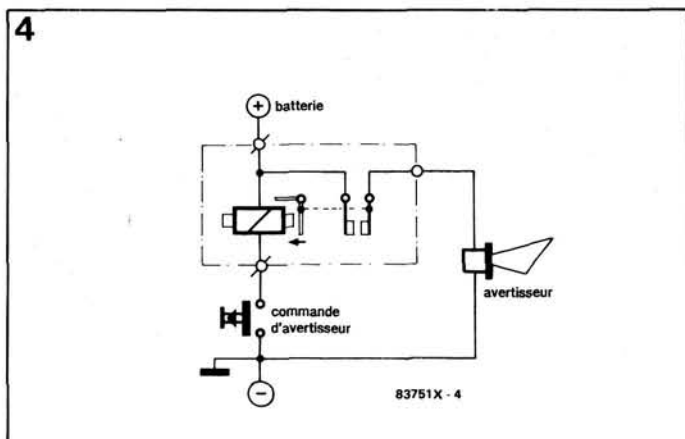 4
+
batterie
avertisseur
commande
d'avertisseur
−
83751X - 4